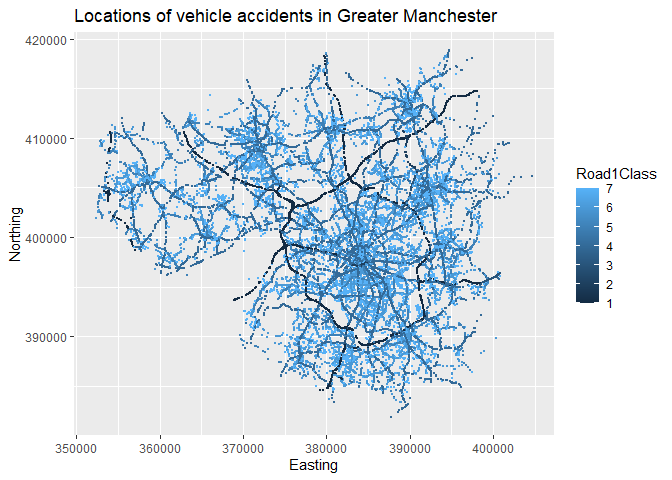 Locations of vehicle accidents in Greater Manchester
420000
410000
400000
390000
Northing
350000 360000 370000 380000 390000 400000
Easting
Road1Class
7
6
5
4
3
2
1